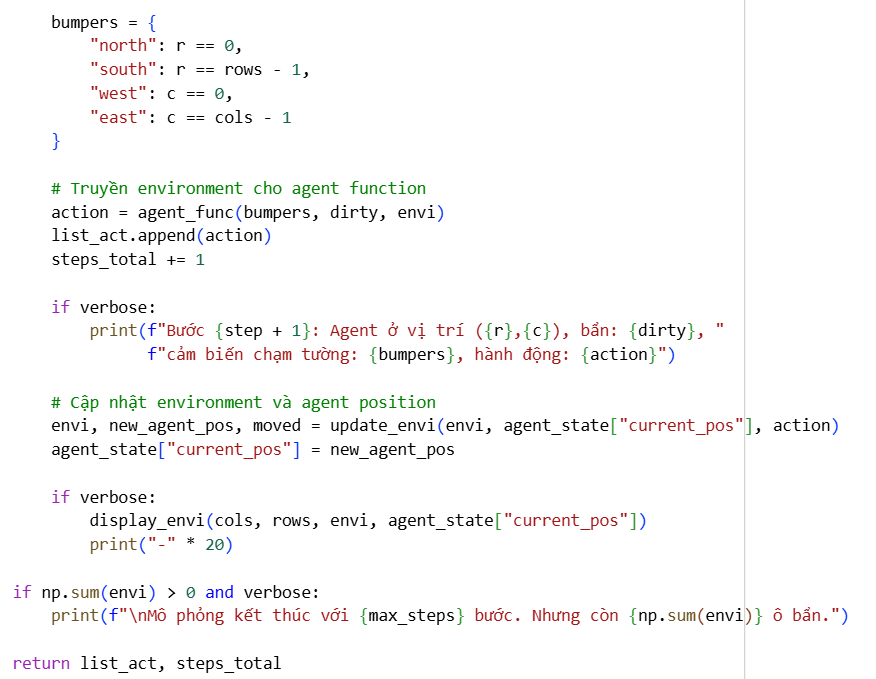 bumpers = {
"north": r == 0,
"south": r == rows - 1,
"west": c == 0,
"east": c == cols - 1
}
# Truyền environment cho agent function
action = agent_func(bumpers, dirty, envi)
list_act.append(action)
steps_total += 1
if verbose:
print(f"Bước {step + 1}: Agent ở vị trí ({r},{c}), bẩn: {dirty}, "
f"cảm biến chạm tường: {bumpers}, hành động: {action}")
# Cập nhật environment và agent position
envi, new_agent_pos, moved = update_envi(envi, agent_state["current_pos"], action)
agent_state["current_pos"] = new_agent_pos
if verbose:
display_envi(cols, rows, envi, agent_state["current_pos"])
print("-" * 20)
if np.sum(envi) > 0 and verbose:
print(f"\nMô phỏng kết thúc với {max_steps} bước. Nhưng còn {np.sum(envi)} ô bẩn.")
return list_act, steps_total